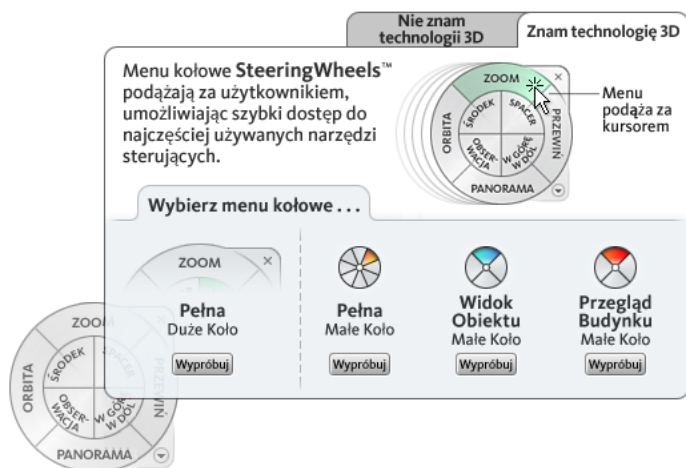 Nie znam
technologii 3D
Znam technologię 3D
Menu kołowe SteeringWheels™
podążają za użytkownikiem,
umożliwiając szybki dostęp do
najczęściej używanych narzędzi
sterujących.
ZOOM
ŚRODEK
SPACER
ORBITA
PRZEWIŃ
OBSER-
WACJA
W GÓRĘ
W DÓŁ
PANORAMA
Menu
podąża za
kursorem
Wybierz menu kołowe . . .
ZOOM
Pełna
Duże Koło
Wypróbuj
Pełna
Małe Koło
Wypróbuj
Widok
Obiektu
Małe Koło
Wypróbuj
Przegląd
Budynku
Małe Koło
Wypróbuj
ZOOM
ŚRODEK
SPACER
ORBITA
PRZEWIŃ
OBSER-
WACJA
W GÓRĘ
W DÓŁ
PANORAMA